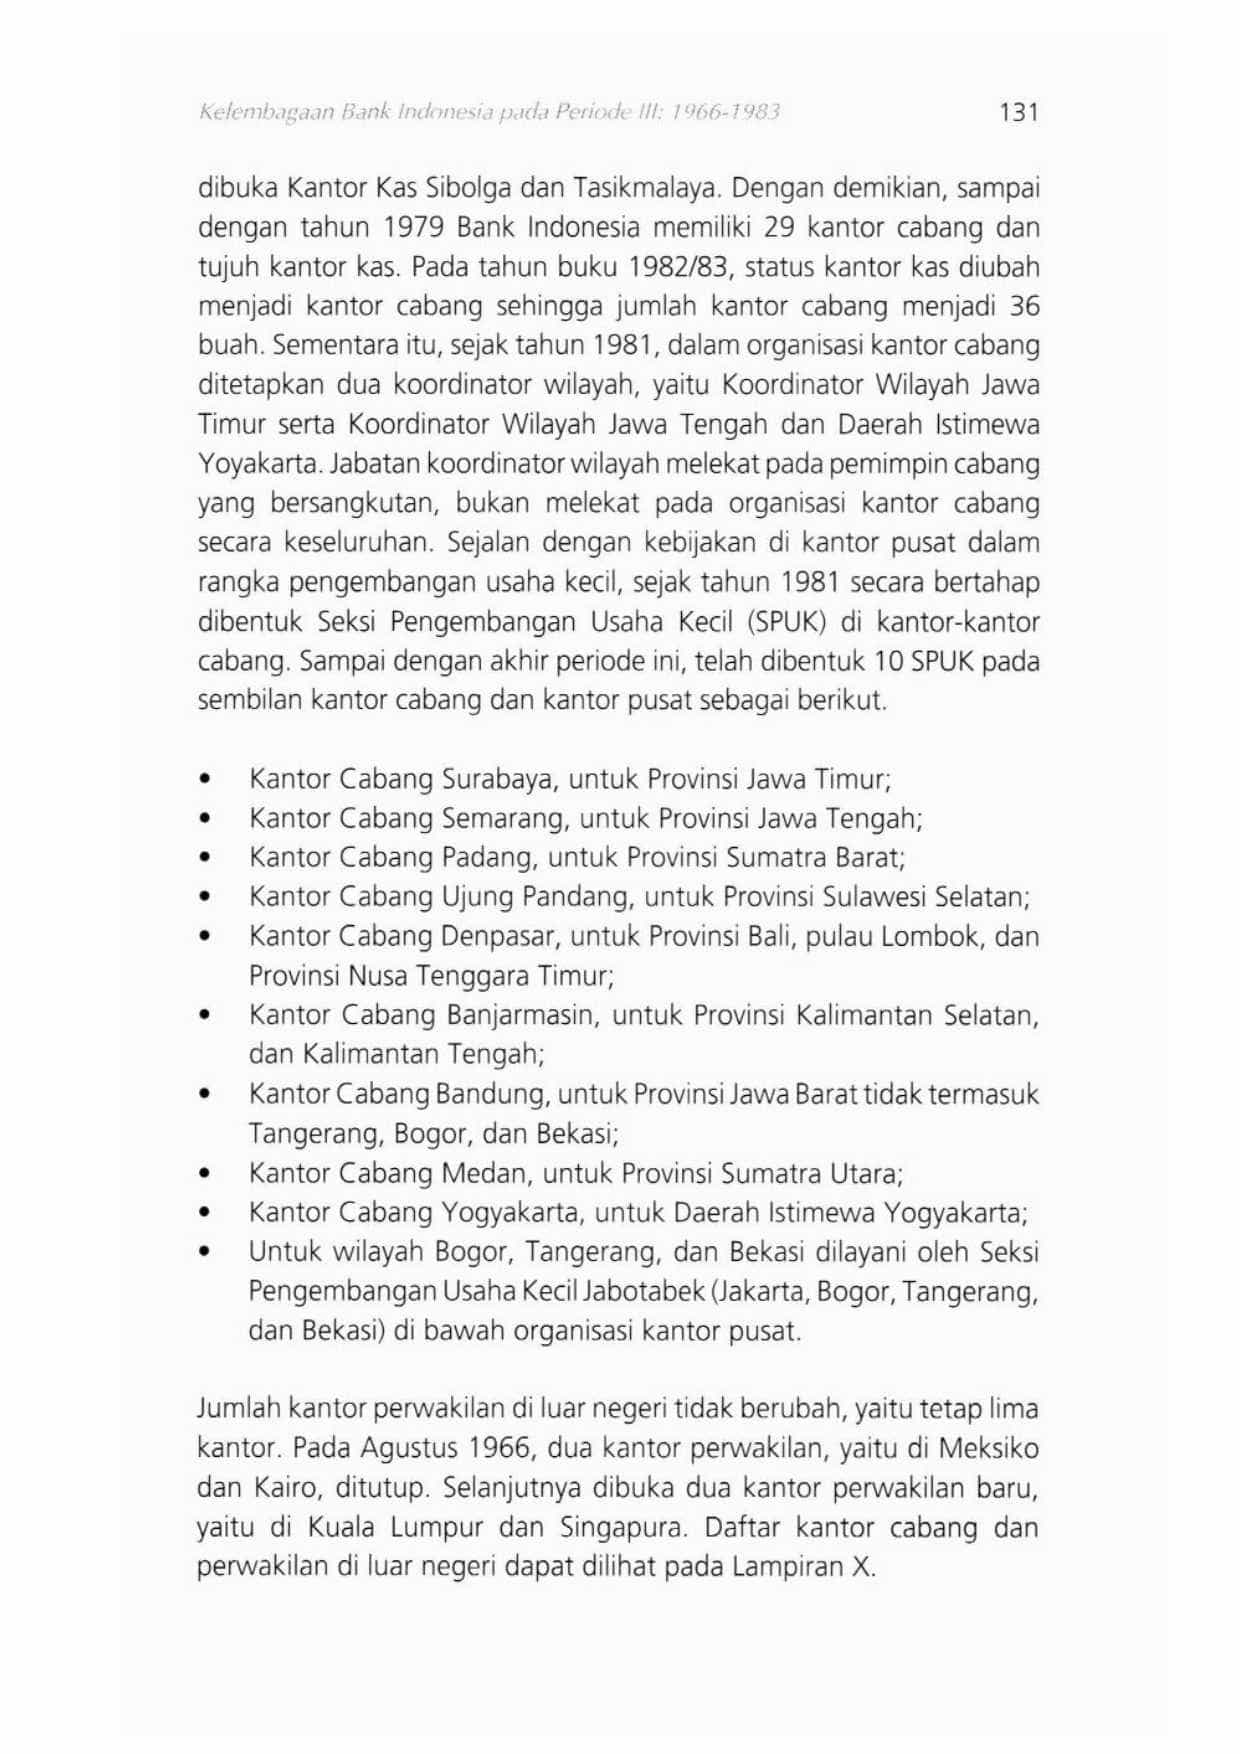 Kelembagaan Bank Indonesia pada Periode III: 1966-1983 131
dibuka Kantor Kas Sibolga dan Tasikmalaya. Dengan demikian, sampai
dengan tahun 1979 Bank Indonesia memiliki 29 kantor cabang dan
tujuh kantor kas. Pada tahun buku 1982/83, status kantor kas diubah
menjadi kantor cabang sehingga jumlah kantor cabang menjadi 36
buah. Sementara itu, sejak tahun 1981, dalam organisasi kantor cabang
ditetapkan dua koordinator wilayah, yaitu Koordinator Wilayah Jawa
Timur serta Koordinator Wilayah Jawa Tengah dan Daerah Istimewa
Yoyakarta. Jabatan koordinator wilayah melekat pada pemimpin cabang
yang bersangkutan, bukan melekat pada organisasi kantor cabang
secara keseluruhan. Sejalan dengan kebijakan di kantor pusat dalam
rangka pengembangan usaha kecil, sejak tahun 1981 secara bertahap
dibentuk Seksi Pengembangan Usaha Kecil (SPUK) di kantor-kantor
cabang. Sampai dengan akhir periode ini, telah dibentuk 10 SPUK pada
sembilan kantor cabang dan kantor pusat sebagai berikut.
• Kantor Cabang Surabaya, untuk Provinsi Jawa Timur;
• Kantor Cabang Semarang, untuk Provinsi Jawa Tengah;
• Kantor Cabang Padang, untuk Provinsi Sumatra Barat;
• Kantor Cabang Ujung Pandang, untuk Provinsi Sulawesi Selatan;
• Kantor Cabang Denpasar, untuk Provinsi Bali, pulau Lombok, dan
Provinsi Nusa Tenggara Timur;
• Kantor Cabang Banjarmasin, untuk Provinsi Kalimantan Selatan,
dan Kalimantan Tengah;
• Kantor Cabang Bandung, untuk Provinsi Jawa Barat tidak termasuk
Tangerang, Bogor, dan Bekasi;
• Kantor Cabang Medan, untuk Provinsi Sumatra Utara;
• Kantor Cabang Yogyakarta, untuk Daerah Istimewa Yogyakarta;
• Untuk wilayah Bogor, Tangerang, dan Bekasi dilayani oleh Seksi
Pengembangan Usaha Kecil Jabotabek (Jakarta, Bogor, Tangerang,
dan Bekasi) di bawah organisasi kantor pusat.
Jumlah kantor perwakilan di luar negeri tidak berubah, yaitu tetap lima
kantor. Pada Agustus 1966, dua kantor perwakilan, yaitu di Meksiko
dan Kairo, ditutup. Selanjutnya dibuka dua kantor perwakilan baru,
yaitu di Kuala Lumpur dan Singapura. Daftar kantor cabang dan
perwakilan di luar negeri dapat dilihat pada Lampiran X.